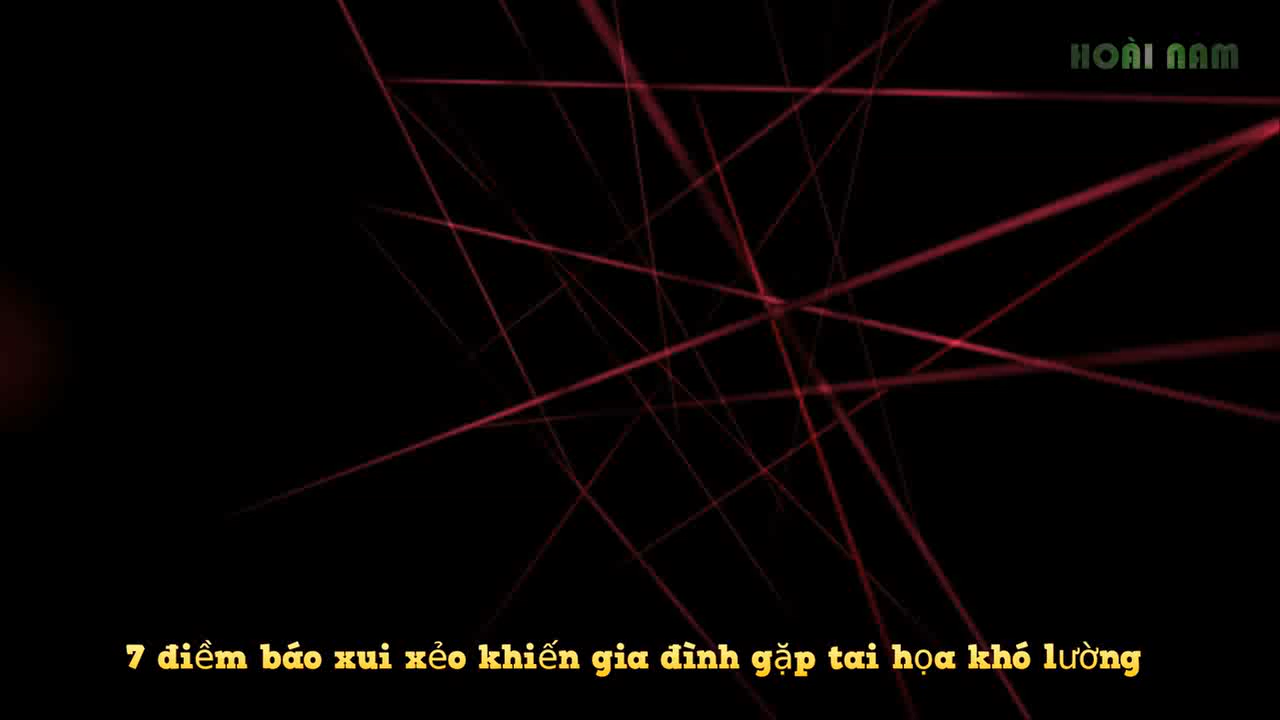 HOÀI NAM
7 điềm báo xui xẻo khiến gia đình gặp tai họa khó lường